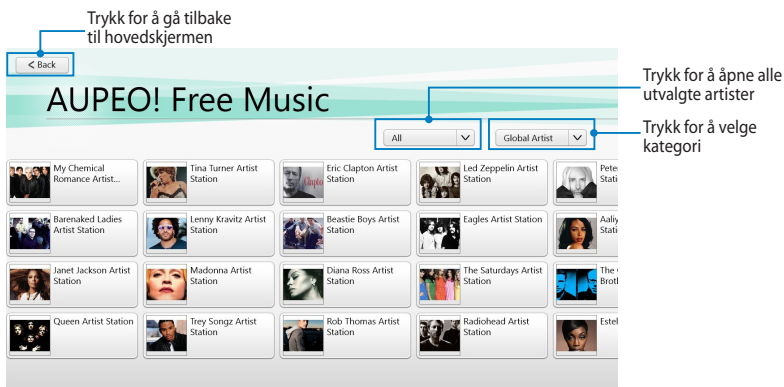 Trykk for å gå tilbake
til hovedskjermen
< Back
Trykk for å åpne alle
utvalgte artister
AUPEO! Free Music
All
Global Artist
Trykk for å velge
kategori
My Chemical
Romance Artist...
Tina Turner Artist
Station
Eric Clapton Artist
Station
Led Zeppelin Artist
Station
Barenaked Ladies
Artist Station
Lenny Kravitz Artist
Station
Beastie Boys Artist
Station
Eagles Artist Station
Janet Jackson Artist
Station
Madonna Artist
Station
Diana Ross Artist
Station
The Saturdays Artist
Station
The
Queen Artist Station
Trey Songz Artist
Station
Rob Thomas Artist
Station
Radiohead Artist
Station